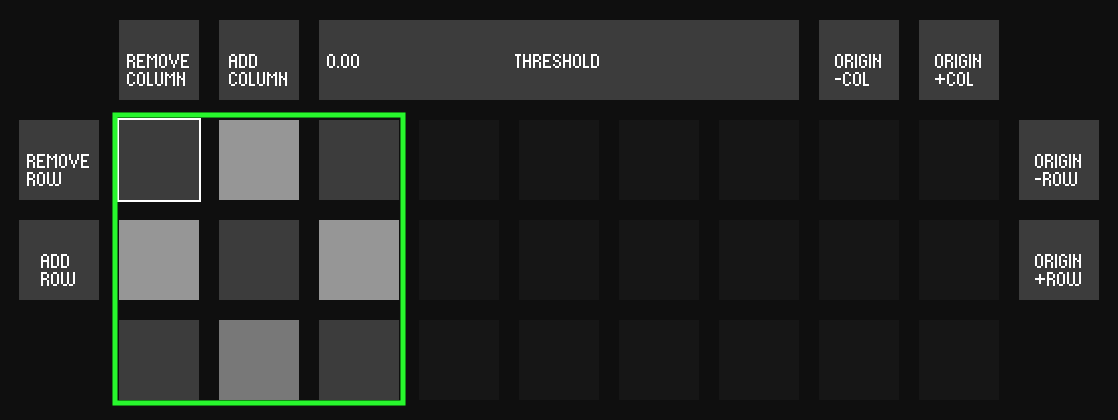 REMOVE
COLUMN
ADD
COLUMN
0.00 THRESHOLD
ORIGIN
-COL
ORIGIN
+COL
REMOVE
ROW
ORIGIN
-ROW
ADD
ROW
ORIGIN
+ROW